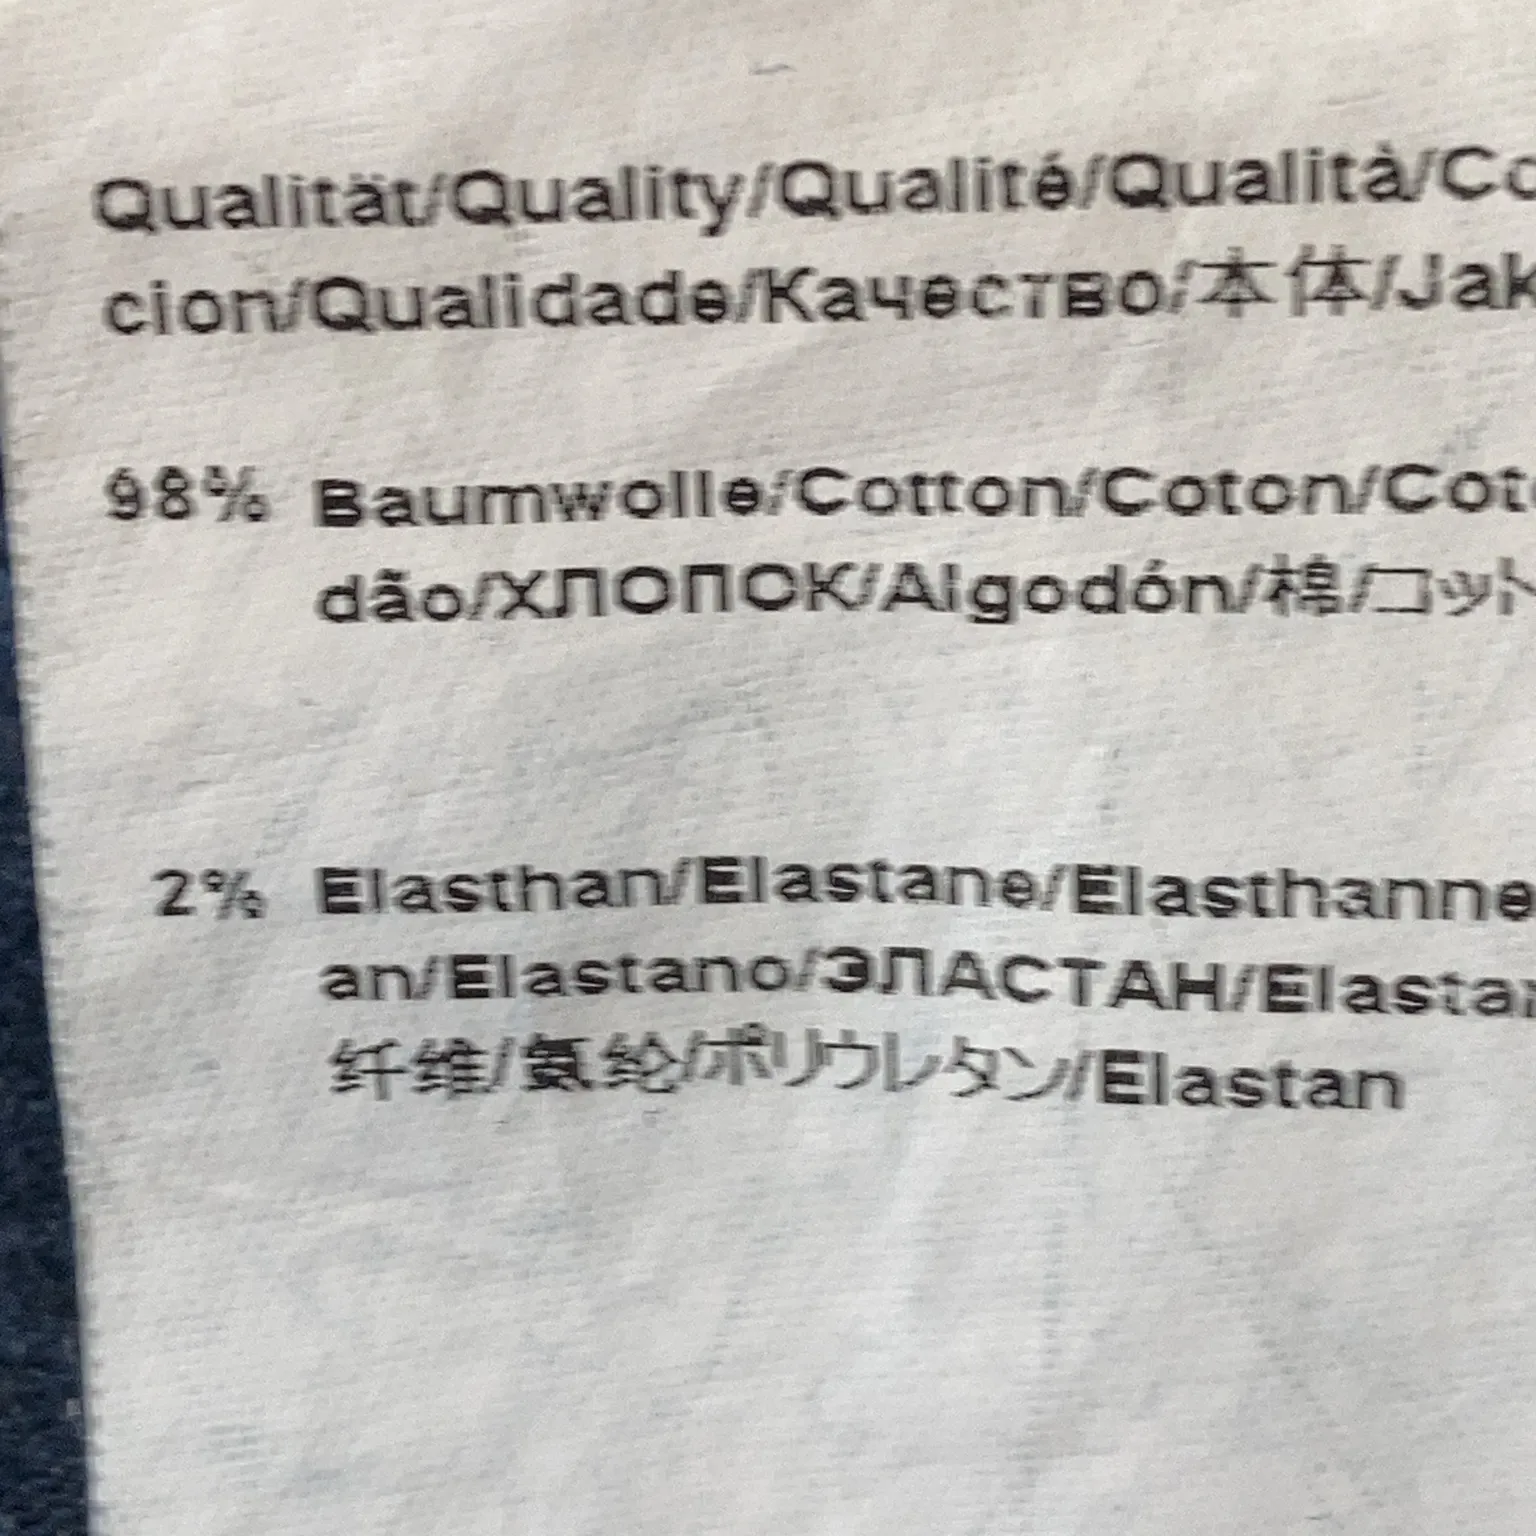 Qualität/Quality/Qualité/Qualità/Co
cion/Qualidade/Качество/本体/Jak
98% Baumwolle/Cotton/Coton/Cot
dão/ХЛОПОК/Algodón/棉/コット
2% Elasthan/Elastane/Elasthanne
an/Elastano/ЭЛАСТАН/Elastan
纤维/氨纶/ポリウレタン/Elastan